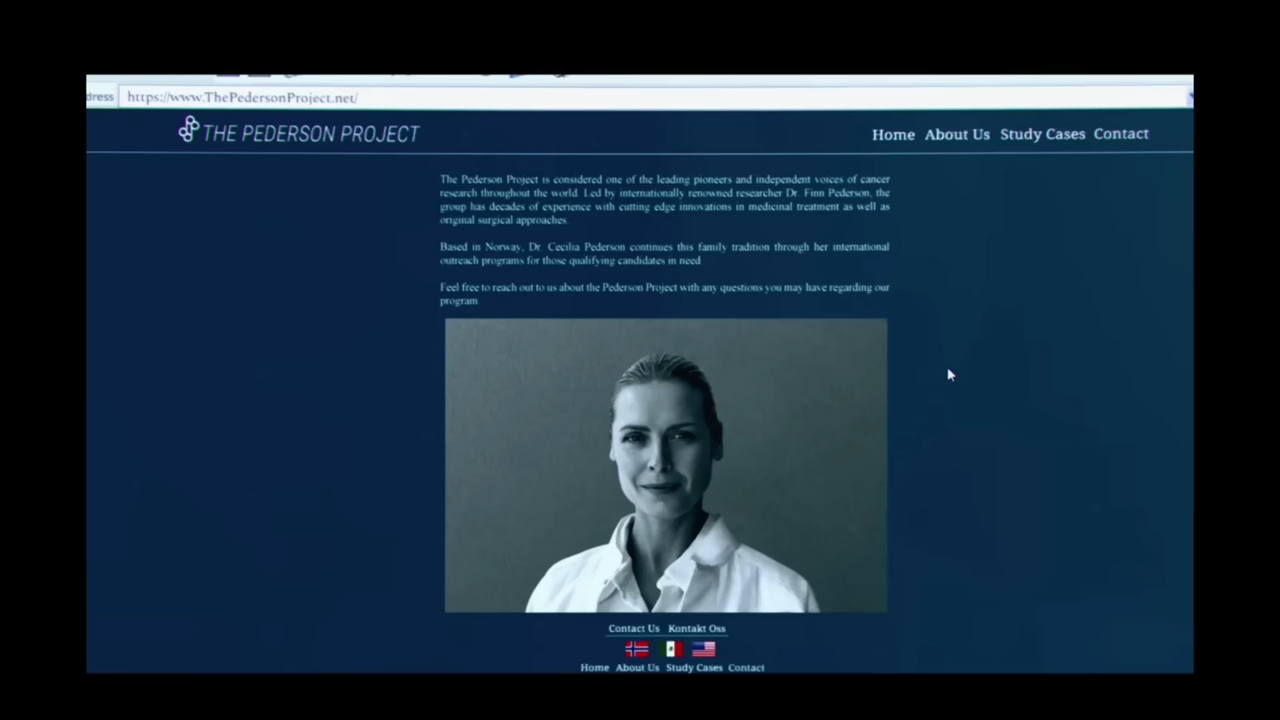 dress https://www.ThePedersonProject.net/
THE PEDERSON PROJECT
Home About Us Study Cases Contact
The Pederson Project is considered one of the leading pioneers and independent voices of cancer
research throughout the world. Led by internationally renowned researcher Dr. Finn Pederson, the
group has decades of experience with cutting edge innovations in medicinal treatment as well as
original surgical approaches.
Based in Norway, Dr. Cecilia Pederson continues this family tradition through her international
outreach programs for those qualifying candidates in need
Feel free to reach out to us about the Pederson Project with any questions you may have regarding our
program
Contact Us Kontakt Oss
Home About Us Study Cases Contact